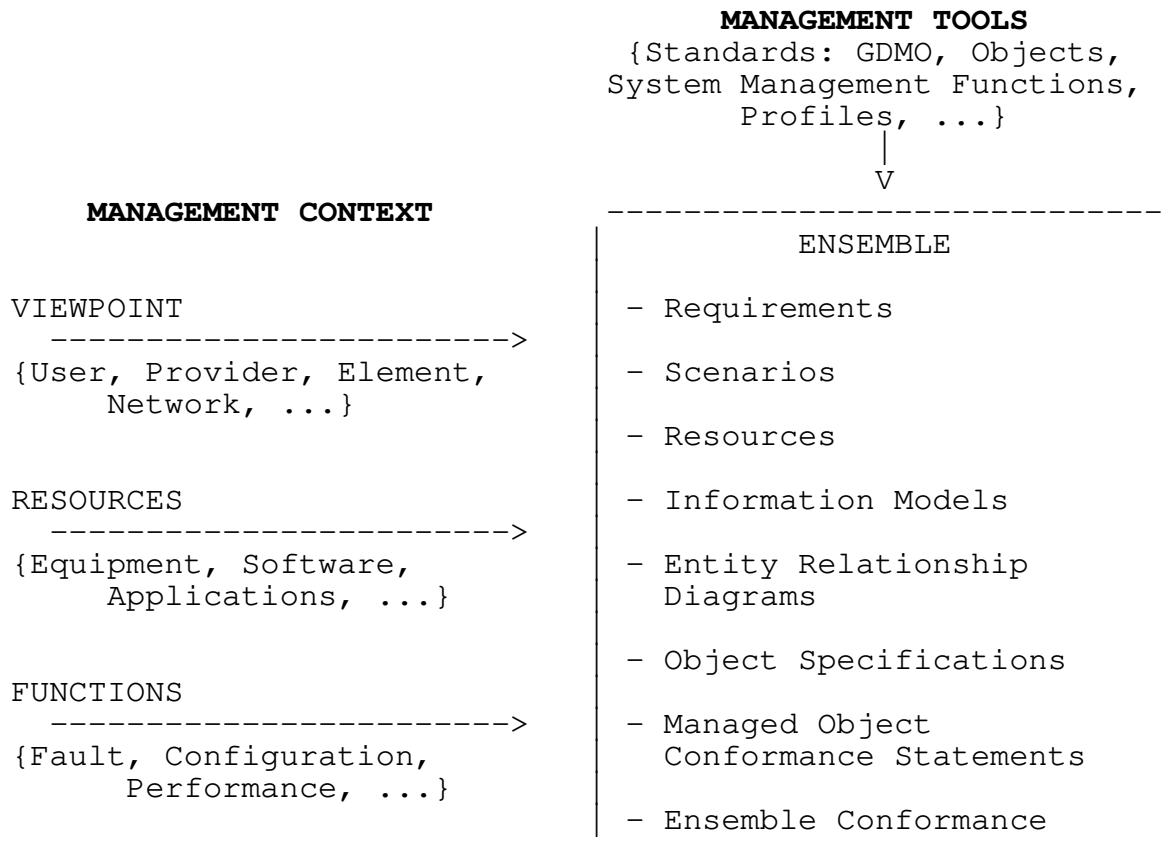 MANAGEMENT TOOLS
{Standards: GDMO, Objects,
System Management Functions,
Profiles, ...}
|
V
MANAGEMENT CONTEXT
-----------------------------
ENSEMBLE
VIEWPOINT
------------------------>
{User, Provider, Element,
Network, ...}
RESOURCES
------------------------>
{Equipment, Software,
Applications, ...}
FUNCTIONS
------------------------>
{Fault, Configuration,
Performance, ...}
- Requirements
- Scenarios
- Resources
- Information Models
- Entity Relationship
Diagrams
- Object Specifications
- Managed Object
Conformance Statements
- Ensemble Conformance